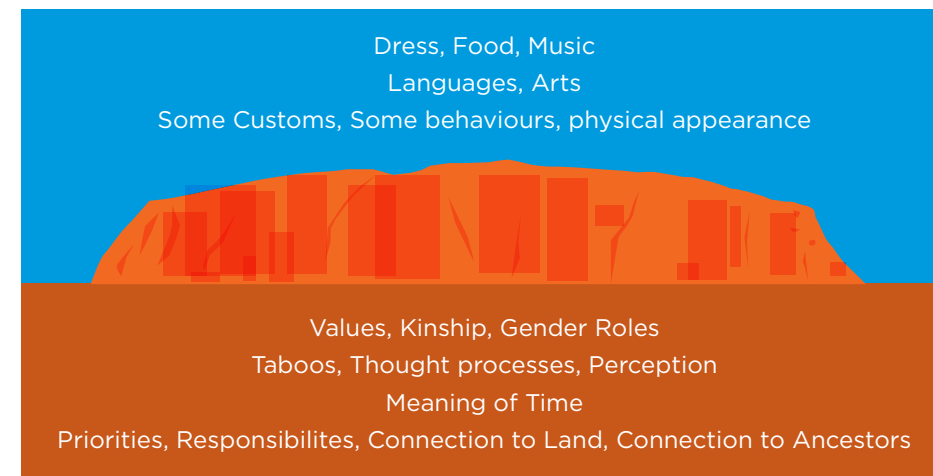 Dress, Food, Music
Languages, Arts
Some Customs, Some behaviours, physical appearance
Values, Kinship, Gender Roles
Taboos, Thought processes, Perception
Meaning of Time
Priorities, Responsibilites, Connection to Land, Connection to Ancestors